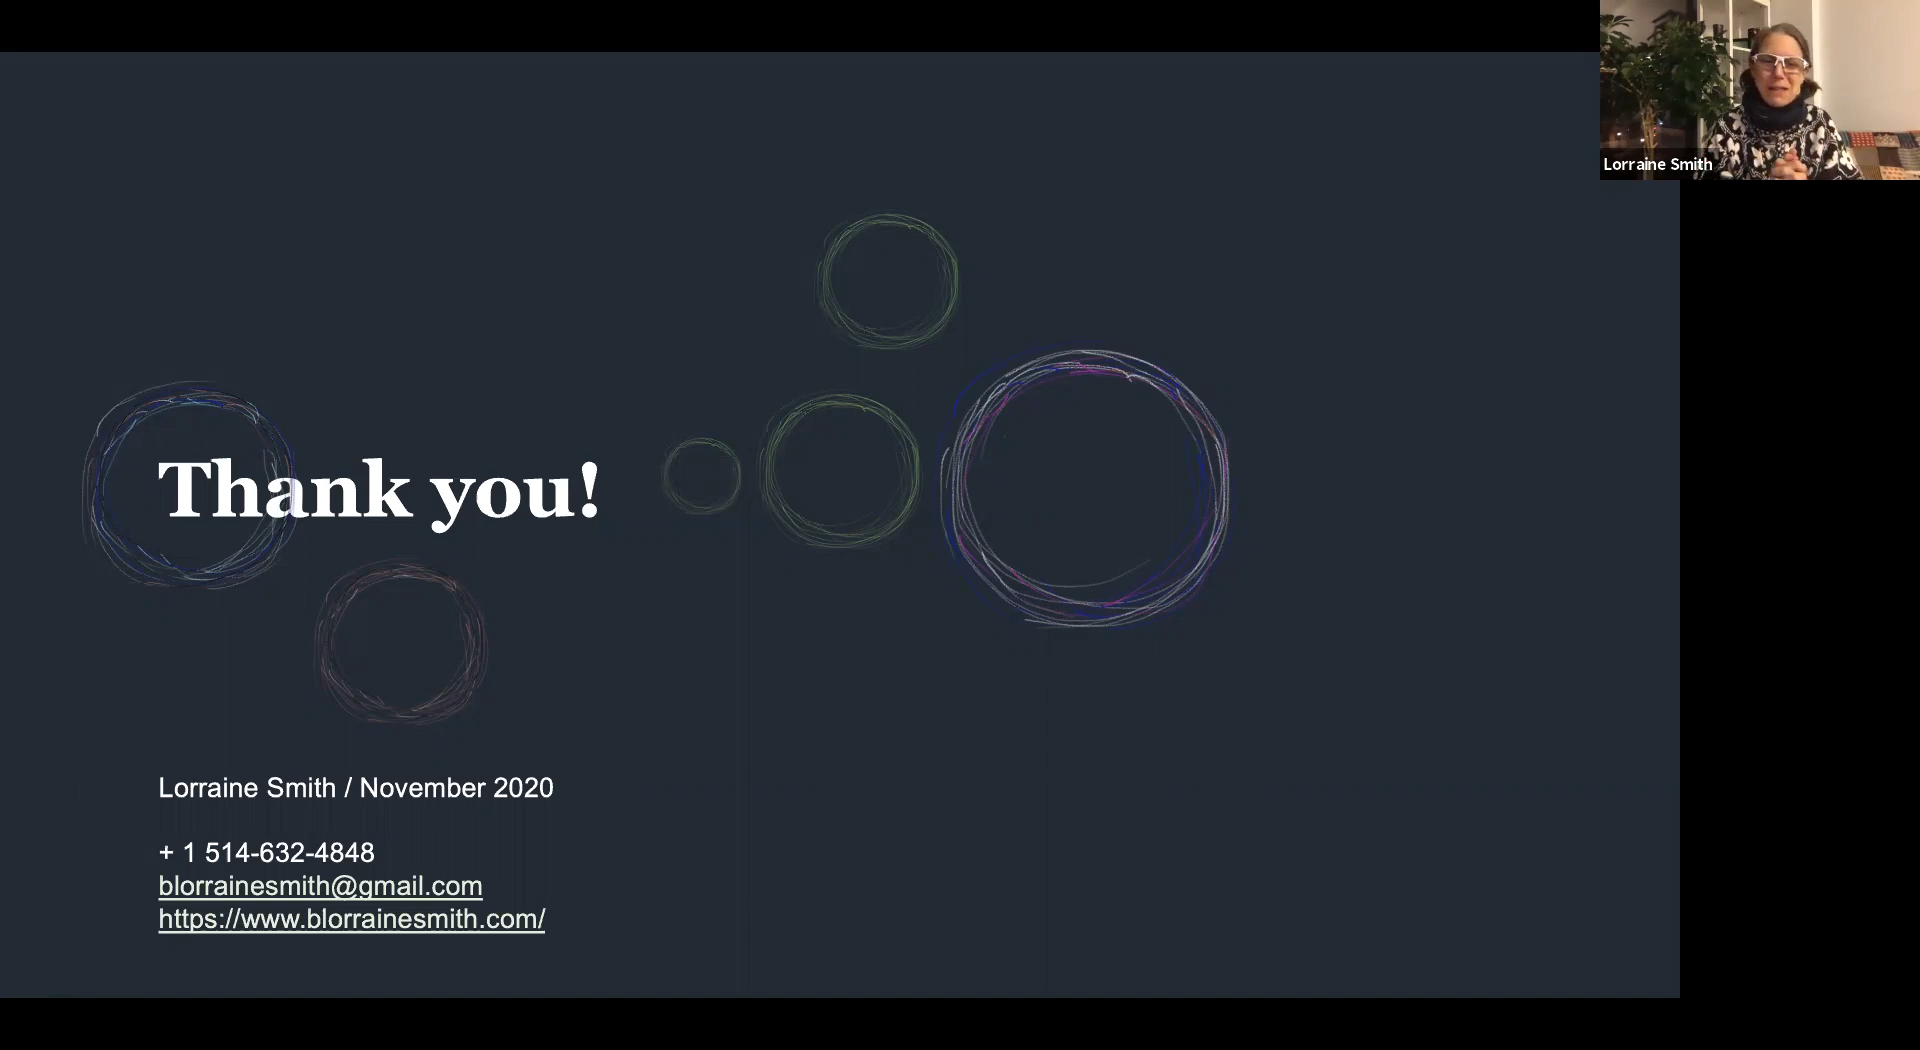 Lorraine Smith
Thank you!
Lorraine Smith / November 2020
+ 1 514-632-4848
blorrainesmith@gmail.com
https://www.blorrainesmith.com/